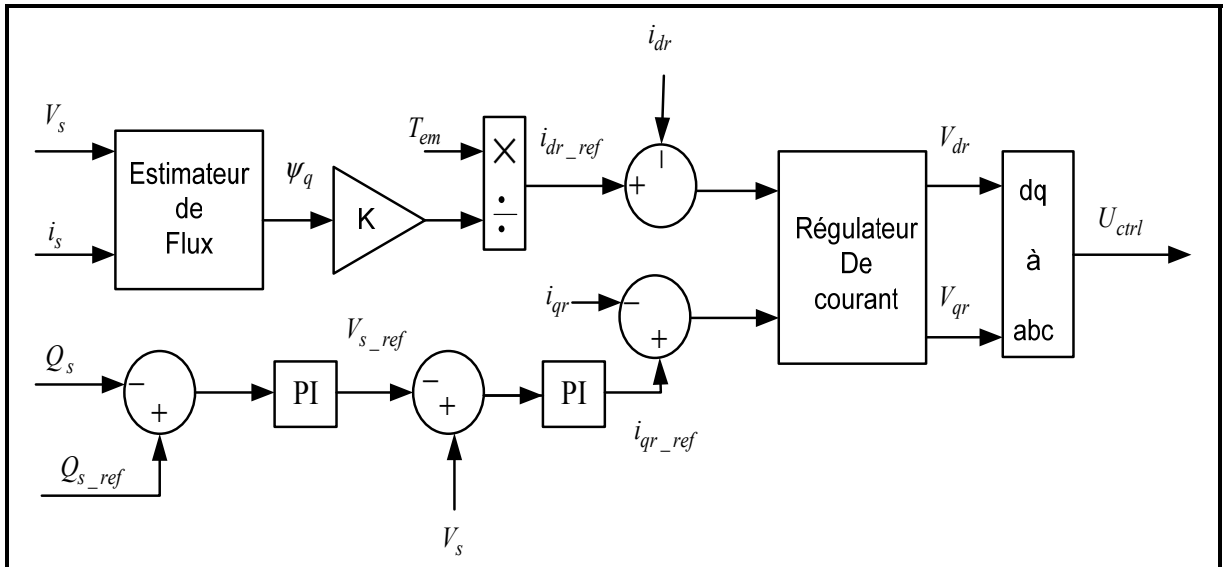 i_dr
V_s
Estimateur
de
Flux
i_s
ψ_q
K
T_em
×
÷
i_dr_ref
+
−
Régulateur
De
courant
V_dr
V_qr
dq
à
abc
U_ctrl
i_qr
−
+
Q_s
−
+
Q_s_ref
PI
V_s_ref
−
+
V_s
PI
i_qr_ref